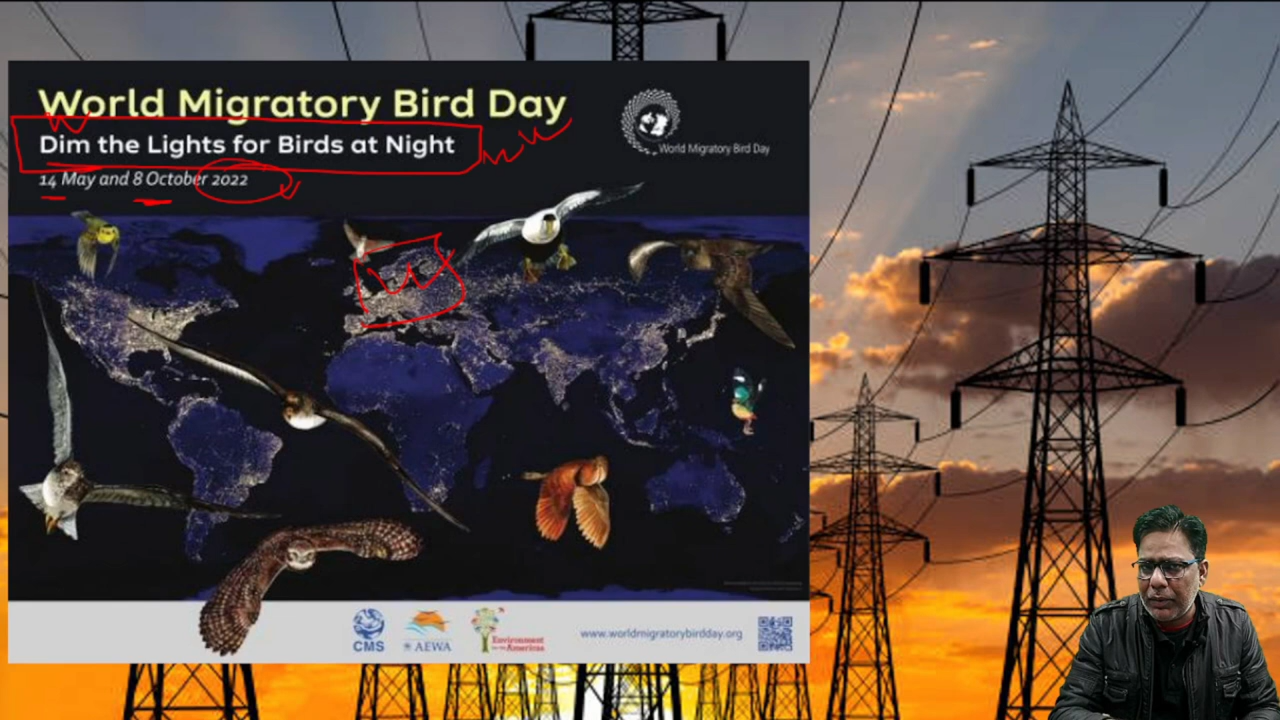 World Migratory Bird Day
Dim the Lights for Birds at Night
14 May and 8 October 2022
World Migratory Bird Day
CMS
AEWA
Environment
for the Americas
www.worldmigratorybirdday.org